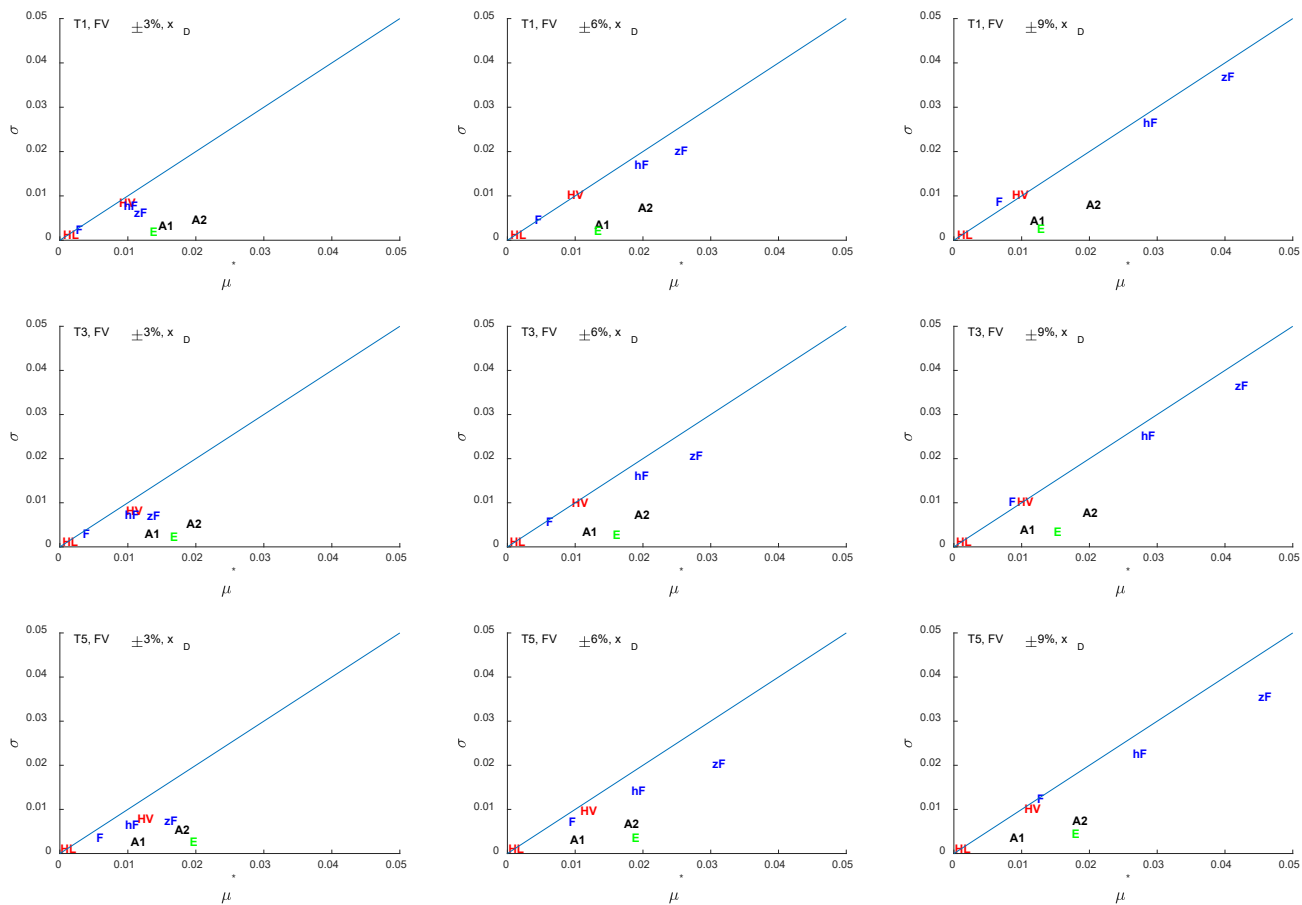 T1, FV ±3%, x D
0.05
0.04
0.03
0.02
0.01
0
σ
HV
hF
zF
F
HL
E
A1
A2
0 0.01 0.02 0.03 0.04 0.05
*
μ
T1, FV ±6%, x D
0.05
0.04
0.03
0.02
0.01
0
σ
zF
hF
HV
A2
F
A1
E
HL
0 0.01 0.02 0.03 0.04 0.05
*
μ
T1, FV ±9%, x D
0.05
0.04
0.03
0.02
0.01
0
σ
zF
hF
HV
F
A2
A1
E
HL
0 0.01 0.02 0.03 0.04 0.05
*
μ
T3, FV ±3%, x D
0.05
0.04
0.03
0.02
0.01
0
σ
HV
hF
zF
A2
F
A1
E
HL
0 0.01 0.02 0.03 0.04 0.05
*
μ
T3, FV ±6%, x D
0.05
0.04
0.03
0.02
0.01
0
σ
zF
hF
HV
A2
F
A1
E
HL
0 0.01 0.02 0.03 0.04 0.05
*
μ
T3, FV ±9%, x D
0.05
0.04
0.03
0.02
0.01
0
σ
zF
hF
F
HV
A2
A1
E
HL
0 0.01 0.02 0.03 0.04 0.05
*
μ
T5, FV ±3%, x D
0.05
0.04
0.03
0.02
0.01
0
σ
HV
zF
hF
A2
F
A1
E
HL
0 0.01 0.02 0.03 0.04 0.05
*
μ
T5, FV ±6%, x D
0.05
0.04
0.03
0.02
0.01
0
σ
zF
hF
HV
F
A2
A1
E
HL
0 0.01 0.02 0.03 0.04 0.05
*
μ
T5, FV ±9%, x D
0.05
0.04
0.03
0.02
0.01
0
σ
zF
hF
F
HV
A2
E
A1
HL
0 0.01 0.02 0.03 0.04 0.05
*
μ